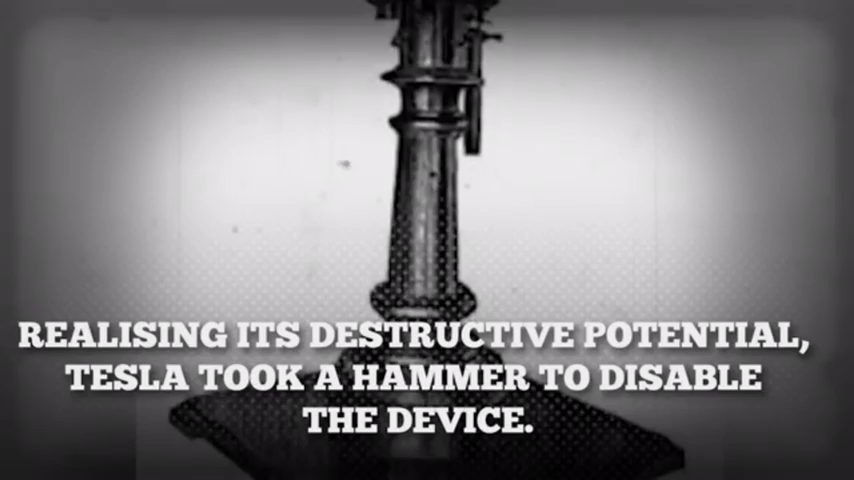 REALISING ITS DESTRUCTIVE POTENTIAL,
TESLA TOOK A HAMMER TO DISABLE
THE DEVICE.